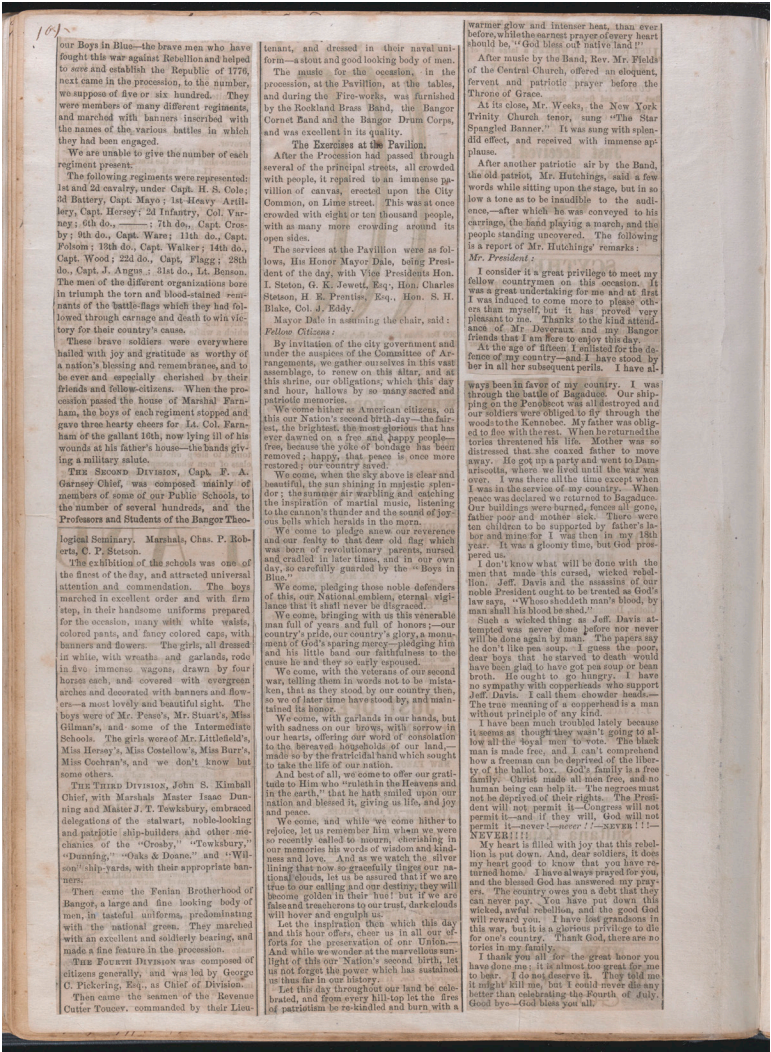 109
our Boys in Blue—the brave men who have
fought this war against Rebellion and helped
to save and establish the Republic of 1776,
next came in the procession, to the number,
we suppose of five or six hundred. They
were members of many different regiments,
and marched with banners inscribed with
the names of the various battles in which
they had been engaged.
We are unable to give the number of each
regiment present.
The following regiments were represented:
1st and 2d cavalry, under Capt. H. S. Cole;
3d Battery, Capt. Mayo; 1st Heavy Artil-
lery, Capt. Hersey; 2d Infantry, Col. Var-
ney; 6th do., ———; 7th do., Capt. Cros-
by; 9th do., Capt. Ware; 11th do., Capt.
Folsom; 13th do., Capt. Walker; 14th do.,
Capt. Wood; 22d do., Capt. Flagg; 28th
do., Capt. J. Angus; 31st do., Lt. Benson.
The men of the different organizations bore
in triumph the torn and blood-stained rem-
nants of the battle-flags which they had fol-
lowed through carnage and death to win vic-
tory for their country's cause.
These brave soldiers were everywhere
hailed with joy and gratitude as worthy of
a nation's blessing and remembranee, and to
be ever and especially cherished by their
friends and fellow-citizens. When the pro-
cession passed the house of Marshal Farn-
ham, the boys of each regiment stopped and
gave three hearty cheers for Lt. Col. Farn-
ham of the gallant 16th, now lying ill of his
wounds at his father's house—the bands giv-
ing a military salute.
THE SECOND DIVISION, Capt. P. A.
Garnsey Chief, was composed mainly of
members of some of our Public Schools, to
the number of several hundreds, and the
Professors and Students of the Bangor Theo-
logical Seminary. Marshals, Chas. P. Rob-
erts, C. P. Stetson.
The exhibition of the schools was one of
the finest of the day, and attracted universal
attention and commendation. The boys
marched in excellent order and with firm
step, in their handsome uniforms prepared
for the occasion, many with white waists,
colored pants, and fancy colored caps, with
banners and flowers. The girls, all dressed
in white, with wreaths and garlands, rode
in five immense wagons, drawn by four
horses each, and covered with evergreen
arches and decorated with banners and flow-
ers—a most lovely and beautiful sight. The
boys were of Mr. Pease's, Mr. Stuart's, Miss
Gilman's, and some of the Intermediate
Schools. The girls were of Mr. Littlefield's,
Miss Hersey's, Miss Costellow's, Miss Burr's,
Miss Cochran's, and we don't know but
some others.
THE THIRD DIVISION, John S. Kimball
Chief, with Marshals Master Isaac Dun-
ning and Master J. T. Tewksbury, embraced
delegations of the stalwart, noble-looking
and patriotic ship-builders and other me-
chanics of the "Crosby," "Tewksbury,"
"Dunning," "Oaks & Doane," and "Wil-
son" ship-yards, with their appropriate ban-
ners.
Then came the Fenian Brotherhood of
Bangor, a large and fine looking body of
men, in tasteful uniforms, predominating
with the national green. They marched
with an excellent and soldierly bearing, and
made a fine feature in the procession.
THE FOURTH DIVISION was composed of
citizens generally, and was led by George
C. Pickering, Esq., as Chief of Division.
Then came the seamen of the Revenue
Cutter Toucey, commanded by their Lieu-
tenant, and dressed in their naval uni-
form—a stout and good looking body of men.
The music for the occasion, in the
procession, at the Pavillion, at the tables,
and during the Fire-works, was furnished
by the Rockland Brass Band, the Bangor
Cornet Band and the Bangor Drum Corps,
and was excellent in its quality.
The Exercises at the Pavilion.
After the Procession had passed through
several of the principal streets, all crowded
with people, it repaired to an immense pa-
villion of canvas, erected upon the City
Common, on Lime street. This was at once
crowded with eight or ten thousand people,
with as many more crowding around its
open sides.
The services at the Pavilion were as fol-
lows, His Honor Mayor Dale, being Presi-
dent of the day, with Vice Presidents Hon.
I. Steton, G. K. Jewett, Esq., Hon. Charles
Stetson, H. E. Prentiss, Esq., Hon. S. H.
Blake, Col. J. Eddy.
Mayor Dale in assuming the chair, said:
Fellow Citizens:
By invitation of the city government and
under the auspices of the Committee of Ar-
rangements, we gather ourselves in this vast
assemblage, to renew on this altar, and at
this shrine, our obligations, which this day
and hour, hallows by so many sacred and
patriotic memories.
We come hither as American citizens, on
this our Nation's second birth-day—the fair-
est, the brightest, the most glorious that has
ever dawned on a free and happy people—
free, because the yoke of bondage has been
removed; happy, that peace is once more
restored; our country saved.
We come, when the sky above is clear and
beautiful, the sun shining in majestic splen-
dor; the summer air warbling and catching
the inspiration of martial music, listening
to the cannon's thunder and the sound of joy-
ous bells which heralds in the morn.
We come to pledge anew our reverence
and our fealty to that dear old flag which
was born of revolutionary parents, nursed
and cradled in later times, and in our own
day, so carefully guarded by the "Boys in
Blue."
We come, pledging those noble defenders
of this, our National emblem, eternal vigi-
lance that it shall never be disgraced.
We come, bringing with us this venerable
man full of years and full of honors;—our
country's pride, our country's glory, a monu-
ment of God's sparing mercy—pledging him
and his little band our faithfulness to the
cause he and they so early espoused.
We come, with the veterans of our second
war, telling them in words not to be mista-
ken, that as they stood by our country then,
so we of later time have stood by, and main-
tained its honor.
We come, with garlands in our hands, but
with sadness on our brows, with sorrow in
our hearts, offering our word of consolation
to the bereaved households of our land,—
made so by the fratricidal hand which sought
to take the life of our nation.
And best of all, we come to offer our grati-
tude to Him who "ruleth in the Heavens and
in the earth," that he hath smiled upon our
nation and blessed it, giving us life, and joy
and peace.
We come, and while we come hither to
rejoice, let us remember him whom we were
so recently called to mourn, cherishing in
our memories his words of wisdom and kind-
ness and love. And as we watch the silver
lining that now so gracefully tinges our na-
tional clouds, let us be assured that if we are
true to our calling and our destiny, they will
become golden in their hue! but if we are
false and treacherous to our trust, dark clouds
will hover and engulph us.
Let the inspiration then which this day
and this hour offers, cheer us in all our ef-
forts for the preservation of our Union.—
And while we wonder at the marvellous sun-
light of this our Nation's second birth, let
us not forget the power which has sustained
us thus far in our history.
Let this day throughout our land be cele-
brated, and from every hill-top let the fires
of patriotism be re-kindled and burn with a
warmer glow and intenser heat, than ever
before, while the earnest prayer of every heart
should be, "God bless our native land!"
After music by the Band, Rev. Mr. Fields
of the Central Church, offered an eloquent,
fervent and patriotic prayer before the
Throne of Grace.
At its close, Mr. Weeks, the New York
Trinity Church tenor, sung "The Star
Spangled Banner." It was sung with splen-
did effect, and received with immense ap-
plause.
After another patriotic air by the Band,
the old patriot, Mr. Hutchings, said a few
words while sitting upon the stage, but in so
low a tone as to be inaudible to the audi-
ence,—after which he was conveyed to his
carriage, the band playing a march, and the
people standing uncovered. The following
is a report of Mr. Hutchings' remarks:
Mr. President:
I consider it a great privilege to meet my
fellow countrymen on this occasion. It
was a great undertaking for me and at first
I was induced to come more to please oth-
ers than myself, but it has proved very
pleasant to me. Thanks to the kind attend-
ance of Mr Deveraux and my Bangor
friends that I am here to enjoy this day.
At the age of fifteen I enlisted for the de-
fence of my country—and I have stood by
her in all her subsequent perils. I have al-
ways been in favor of my country. I was
through the battle of Bagaduce. Our ship-
ping on the Penobscot was all destroyed and
our soldiers were obliged to fly through the
woods to the Kennebec. My father was oblig-
ed to flee with the rest. When he returned the
tories threatened his life. Mother was so
distressed that she coaxed father to move
away. He got up a party and went to Dam-
ariscotta, where we lived until the war was
over. I was there all the time except when
I was in the service of my country. When
peace was declared we returned to Bagaduce.
Our buildings were burned, fences all gone,
father poor and mother sick. There were
ten children to be supported by father's la-
bor and mine for I was then in my 18th
year. It was a gloomy time, but God pros-
pered us.
I don't know what will be done with the
men that made this cursed, wicked rebel-
lion. Jeff. Davis and the assassins of our
noble President ought to be treated as God's
law says, "Whoso sheddeth man's blood, by
man shall his blood be shed."
Such a wicked thing as Jeff. Davis at-
tempted was never done before nor never
will be done again by man. The papers say
he don't like pea soup. I guess the poor,
dear boys that he starved to death would
have been glad to have got pea soup or bean
broth. He ought to go hungry. I have
no sympathy with copperheads who support
Jeff. Davis. I call them chowder heads.—
The true meaning of a copperhead is a man
without principle of any kind.
I have been much troubled lately because
it seems as though they wasn't going to al-
low all the loyal men to vote. The black
man is made free, and I can't comprehend
how a freeman can be deprived of the liber-
ty of the ballot box. God's family is a free
family. Christ made all men free, and no
human being can help it. The negroes must
not be deprived of their rights. The Presi-
dent will not permit it—Congress will not
permit it—and if they will, God will not
permit it—never!—never!!—NEVER!!!—
NEVER!!!!
My heart is filled with joy that this rebel-
lion is put down. And, dear soldiers, it does
my heart good to know that you have re-
turned home. I have always prayed for you,
and the blessed God has answered my pray-
ers. The country owes you a debt that they
can never pay. You have put down this
wicked, awful rebellion, and the good God
will reward you. I have lost grandsons in
this war, but it is a glorious privilege to die
for one's country. Thank God, there are no
tories in my family.
I thank you all for the great honor you
have done me; it is almost too great for me
to bear. I do not deserve it. They told me
it might kill me, but I could never die any
better than celebrating the Fourth of July.
Good bye—God bless you all.